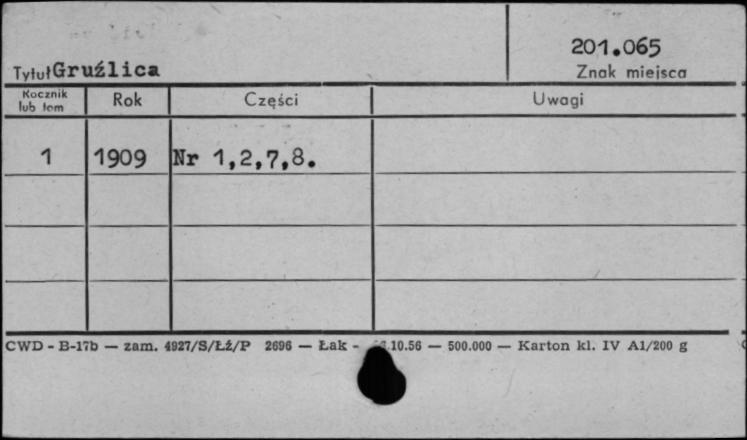 201.065
Tytuł Gruźlica
Znak miejsca
Rocznik lub tom Rok Części Uwagi
1 1909 Nr 1,2,7,8.
CWD - B-17b — zam. 4927/S/Łź/P 2696 — Łak - .10.56 — 500.000 — Karton kl. IV A1/200 g